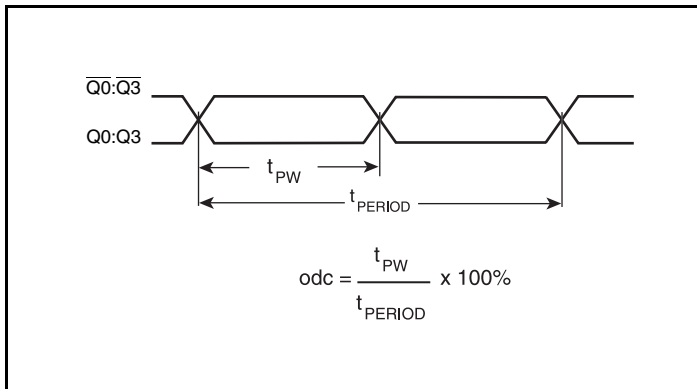 Q0:Q3
Q0:Q3
tPW
tPERIOD
odc = tPW / tPERIOD x 100%